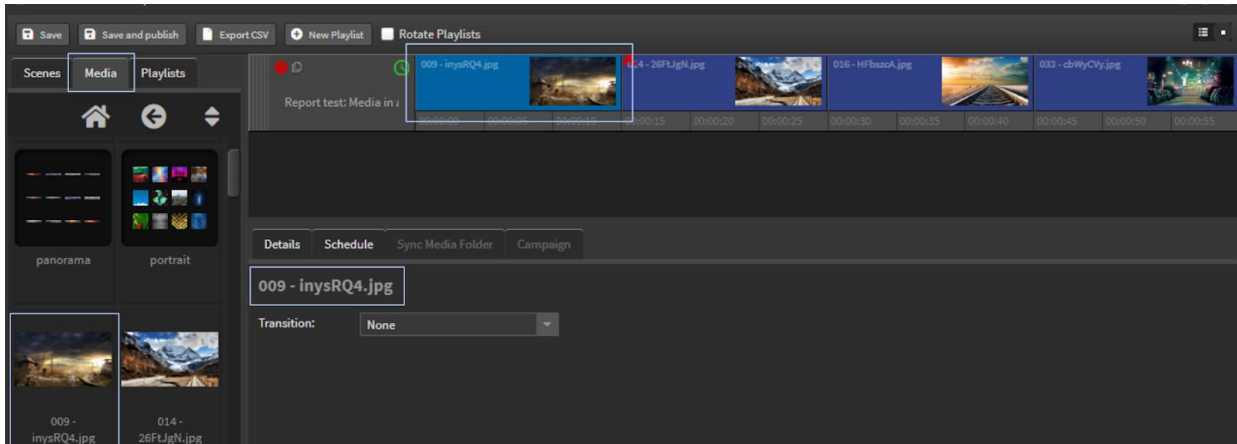 Save Save and publish Export CSV New Playlist Rotate Playlists
Scenes Media Playlists
009 - inysRQ4.jpg 014 - 26FtJgN.jpg 016 - HFbazcA.jpg 033 - cbWyCVy.jpg
Report test: Media in
00:00:00 00:00:05 00:00:10 00:00:15 00:00:20 00:00:25 00:00:30 00:00:35 00:00:40 00:00:45 00:00:50 00:00:55
panorama portrait
Details Schedule Sync Media Folder Campaign
009 - inysRQ4.jpg
Transition: None
009 -
inysRQ4.jpg
014 -
26FtJgN.jpg